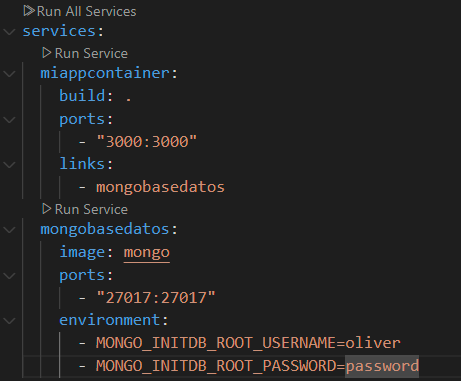 Run All Services
services:
Run Service
miappcontainer:
build: .
ports:
- "3000:3000"
links:
- mongobasedatos
Run Service
mongobasedatos:
image: mongo
ports:
- "27017:27017"
environment:
- MONGO_INITDB_ROOT_USERNAME=oliver
- MONGO_INITDB_ROOT_PASSWORD=password